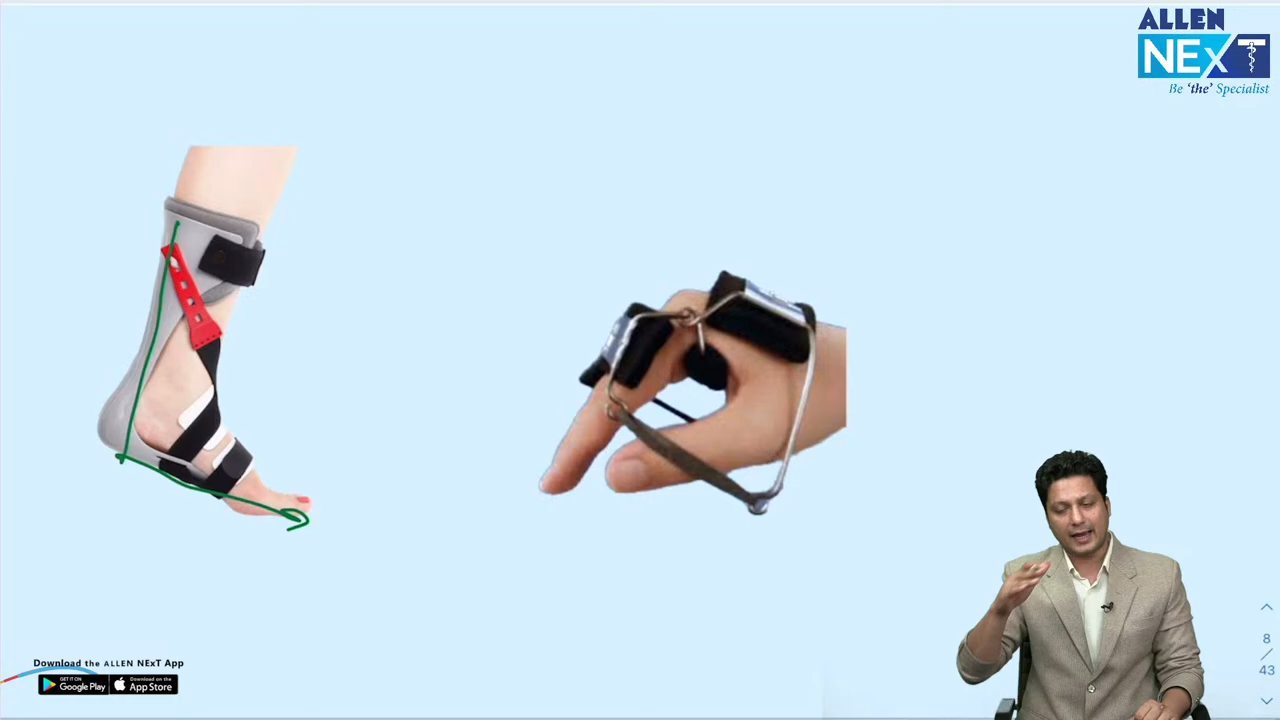 ALLEN
NExT
Be 'the' Specialist
Download the ALLEN NExT App
GET IT ON
Google Play
Download on the
App Store
8
/
43